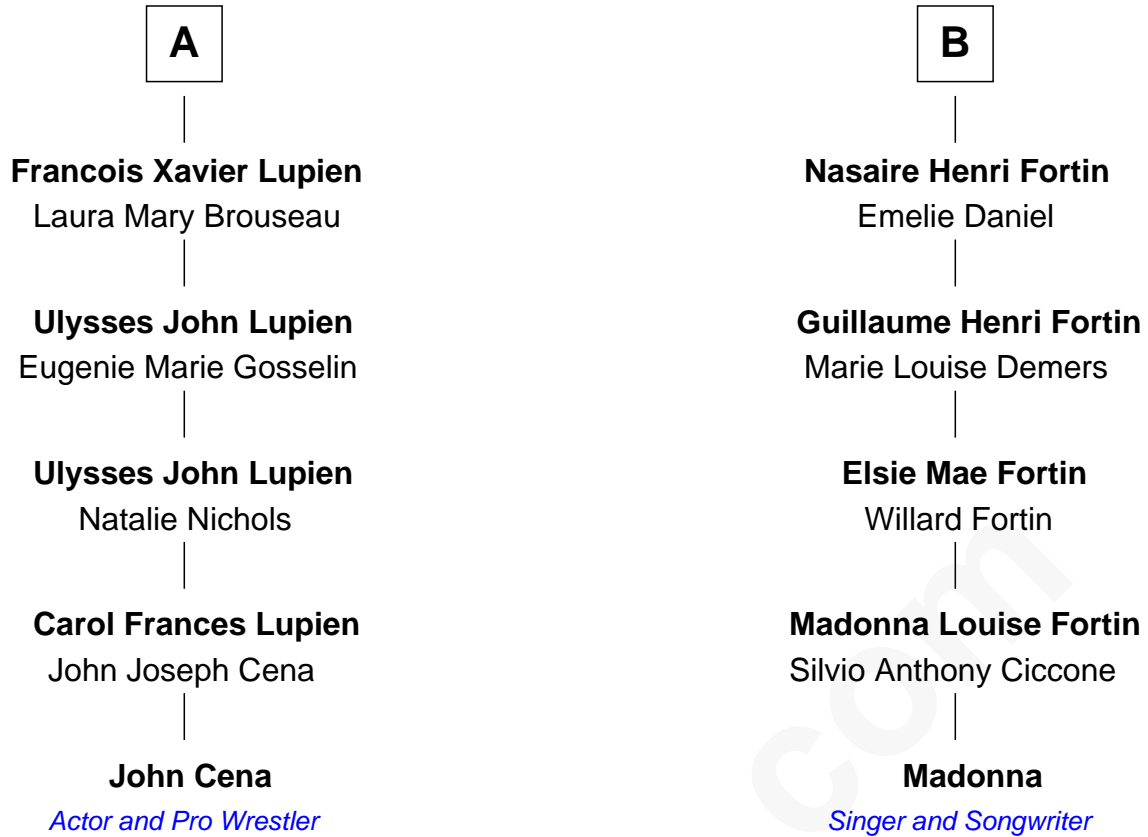 A
Francois Xavier Lupien
Laura Mary Brouseau
Ulysses John Lupien
Eugenie Marie Gosselin
Ulysses John Lupien
Natalie Nichols
Carol Frances Lupien
John Joseph Cena
John Cena
Actor and Pro Wrestler
B
Nasaire Henri Fortin
Emelie Daniel
Guillaume Henri Fortin
Marie Louise Demers
Elsie Mae Fortin
Willard Fortin
Madonna Louise Fortin
Silvio Anthony Ciccone
Madonna
Singer and Songwriter
com